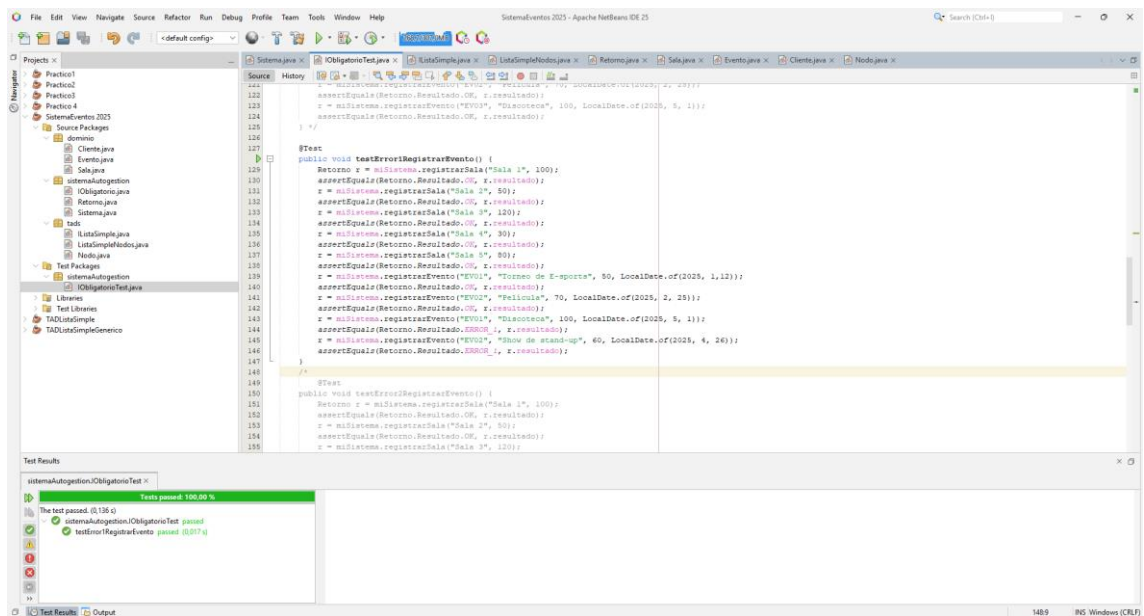 File Edit View Navigate Source Refactor Run Debug Profile Team Tools Window Help
SistemaEventos 2025 - Apache NetBeans IDE 25
Search (Ctrl+I)
<default config>
Projects
Sistema.java
IObligatorioTest.java
IListaSimple.java
ListaSimpleNodos.java
Retorno.java
Sala.java
Evento.java
Cliente.java
Nodo.java
Navigator
Practico1
Practico2
Practico3
Practico 4
SistemaEventos 2025
Source Packages
dominio
Cliente.java
Evento.java
Sala.java
sistemaAutogestion
IObligatorio.java
Retorno.java
Sistema.java
tads
IListaSimple.java
ListaSimpleNodos.java
Nodo.java
Test Packages
sistemaAutogestion
IObligatorioTest.java
Libraries
Test Libraries
TADListaSimple
TADListaSimpleGenerico
Source History
121 r = miSistema.registrarEvento("EV02", "Pelicula", 70, LocalDate.of(2025, 2, 25));
122 assertEquals(Retorno.Resultado.OK, r.resultado);
123 r = miSistema.registrarEvento("EV03", "Discoteca", 100, LocalDate.of(2025, 5, 1));
124 assertEquals(Retorno.Resultado.OK, r.resultado);
125 } */
126
127 @Test
public void testError1RegistrarEvento() {
129 Retorno r = miSistema.registrarSala("Sala 1", 100);
130 assertEquals(Retorno.Resultado.OK, r.resultado);
131 r = miSistema.registrarSala("Sala 2", 50);
132 assertEquals(Retorno.Resultado.OK, r.resultado);
133 r = miSistema.registrarSala("Sala 3", 120);
134 assertEquals(Retorno.Resultado.OK, r.resultado);
135 r = miSistema.registrarSala("Sala 4", 30);
136 assertEquals(Retorno.Resultado.OK, r.resultado);
137 r = miSistema.registrarSala("Sala 5", 80);
138 assertEquals(Retorno.Resultado.OK, r.resultado);
139 r = miSistema.registrarEvento("EV01", "Torneo de E-sports", 50, LocalDate.of(2025, 1,12));
140 assertEquals(Retorno.Resultado.OK, r.resultado);
141 r = miSistema.registrarEvento("EV02", "Pelicula", 70, LocalDate.of(2025, 2, 25));
142 assertEquals(Retorno.Resultado.OK, r.resultado);
143 r = miSistema.registrarEvento("EV01", "Discoteca", 100, LocalDate.of(2025, 5, 1));
144 assertEquals(Retorno.Resultado.ERROR_1, r.resultado);
145 r = miSistema.registrarEvento("EV02", "Show de stand-up", 60, LocalDate.of(2025, 4, 26));
146 assertEquals(Retorno.Resultado.ERROR_1, r.resultado);
147 }
148 /*
149 @Test
150 public void testError2RegistrarEvento() {
151 Retorno r = miSistema.registrarSala("Sala 1", 100);
152 assertEquals(Retorno.Resultado.OK, r.resultado);
153 r = miSistema.registrarSala("Sala 2", 50);
154 assertEquals(Retorno.Resultado.OK, r.resultado);
155 r = miSistema.registrarSala("Sala 3", 120);
Test Results
sistemaAutogestion.IObligatorioTest
Tests passed: 100,00 %
The test passed. (0,136 s)
sistemaAutogestion.IObligatorioTest passed
testError1RegistrarEvento passed (0,017 s)
Test Results Output
148:9 INS Windows (CRLF)